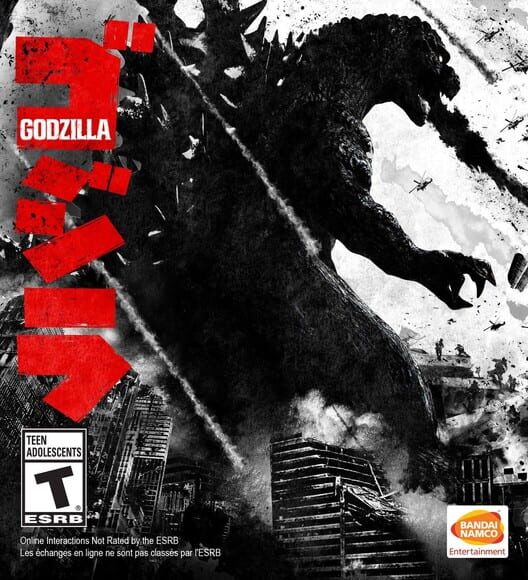 ゴジラ
GODZILLA
TEEN
ADOLESCENTS
T
ESRB
Online Interactions Not Rated by the ESRB
Les échanges en ligne ne sont pas classés par l'ESRB
BANDAI
NAMCO
Entertainment